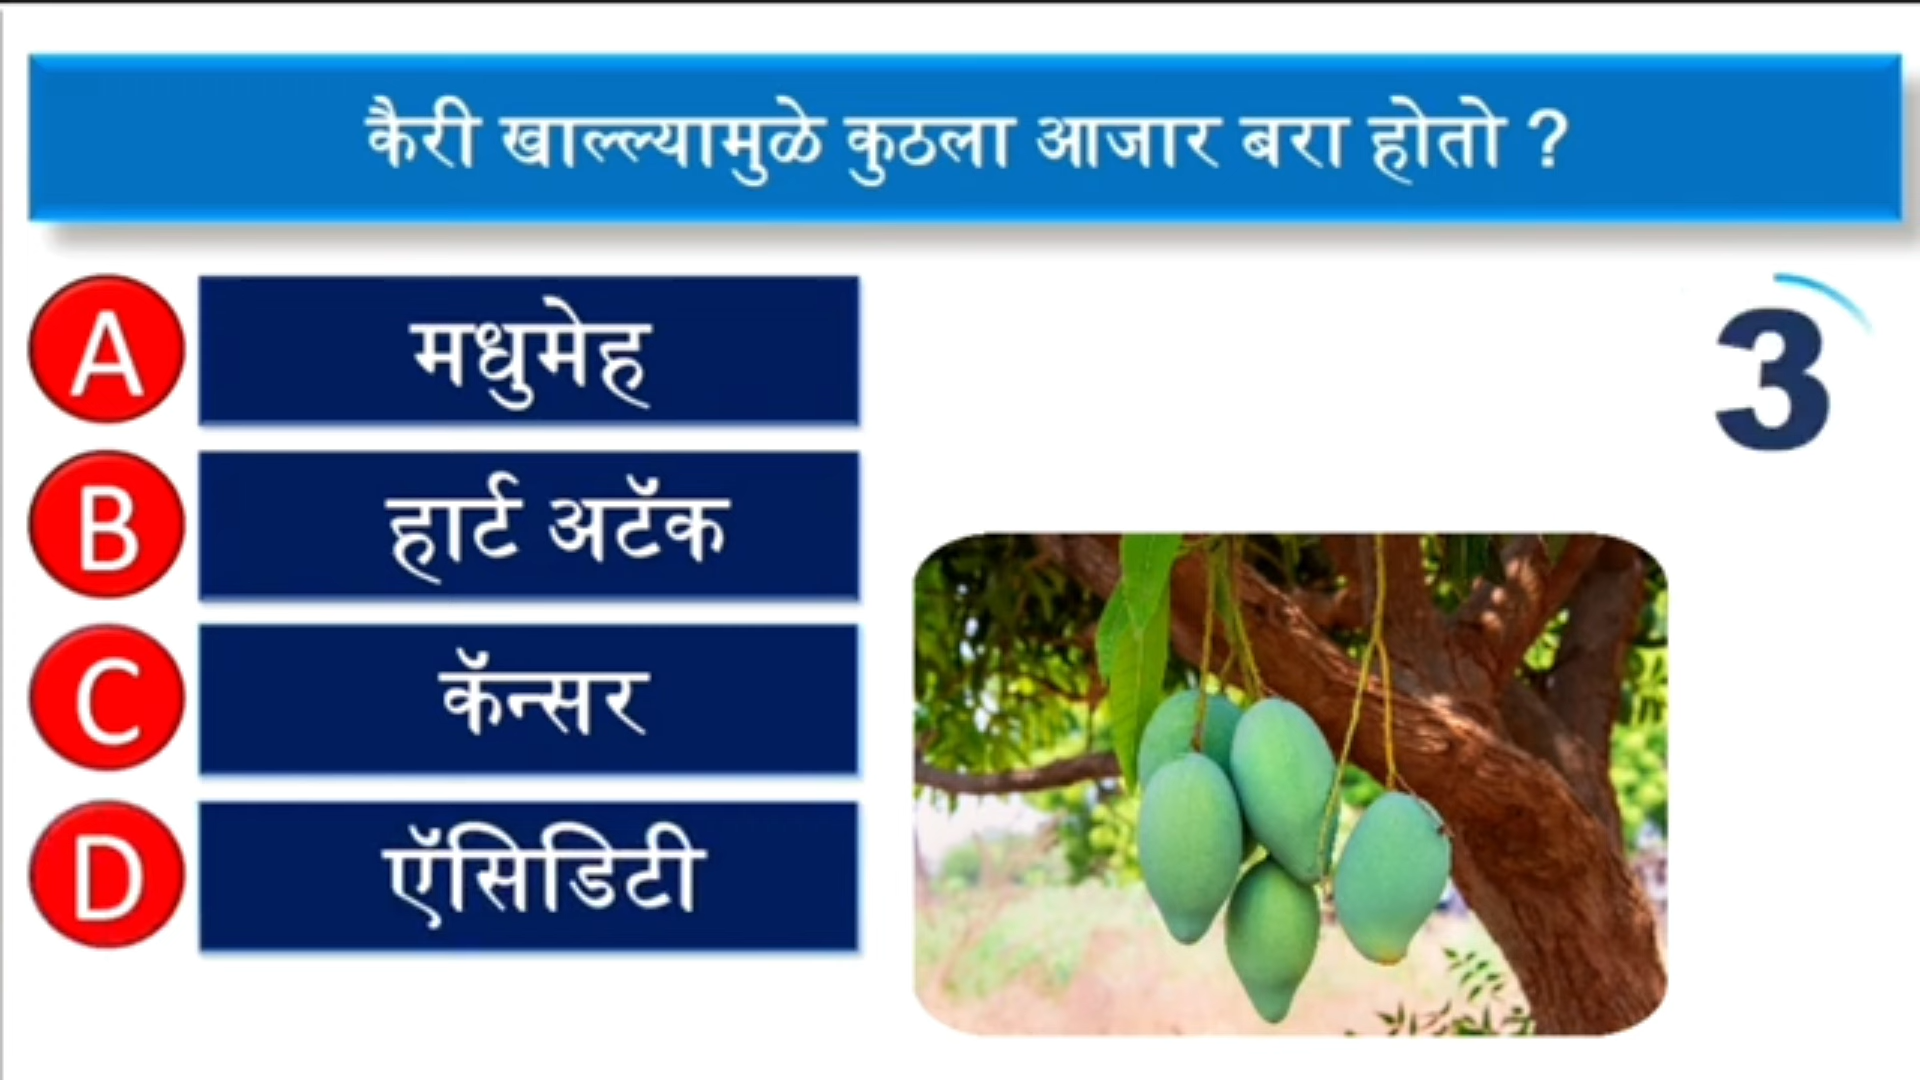 कैरी खाल्ल्यामुळे कुठला आजार बरा होतो ?
A मधुमेह
3
B हार्ट अटॅक
C कॅन्सर
D ऍसिडिटी